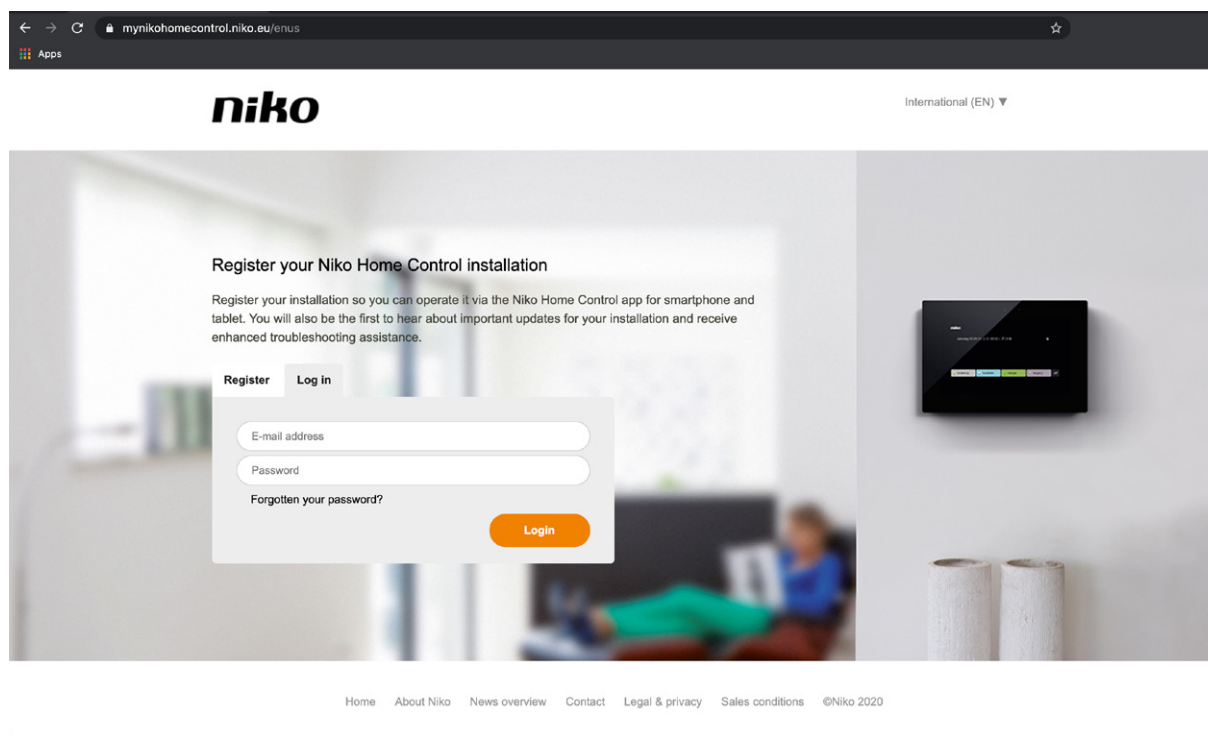 mynikohomecontrol.niko.eu/enus
Apps
niko
International (EN) ▼
Register your Niko Home Control installation
Register your installation so you can operate it via the Niko Home Control app for smartphone and
tablet. You will also be the first to hear about important updates for your installation and receive
enhanced troubleshooting assistance.
Register Log in
E-mail address
Password
Forgotten your password?
Login
niko
Home About Niko News overview Contact Legal & privacy Sales conditions ©Niko 2020